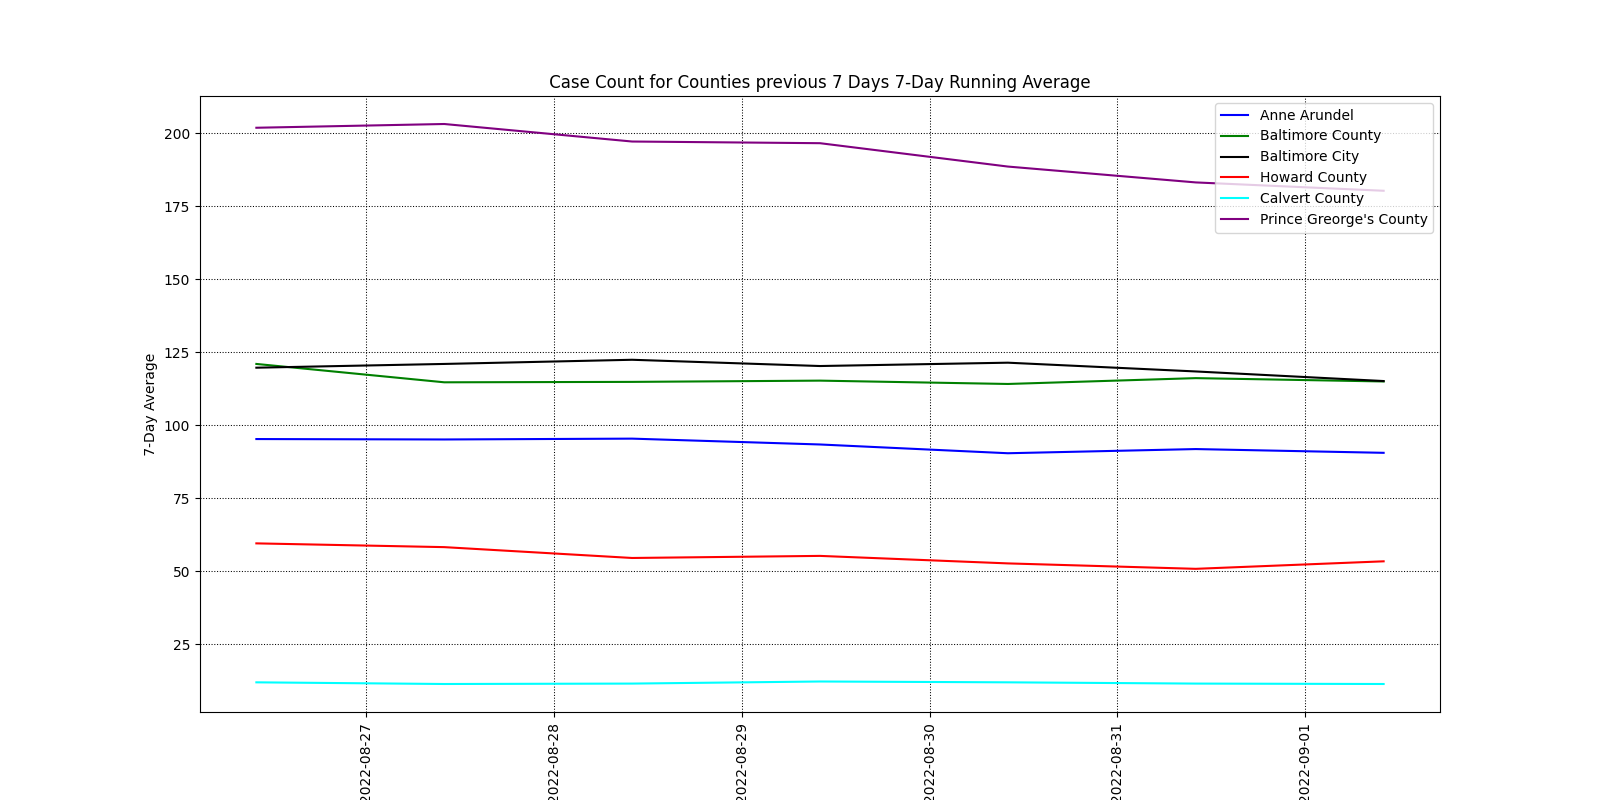 Case Count for Counties previous 7 Days 7-Day Running Average
Anne Arundel
Baltimore County
Baltimore City
Howard County
Calvert County
Prince Greorge's County
7-Day Average
200
175
150
125
100
75
50
25
2022-08-27
2022-08-28
2022-08-29
2022-08-30
2022-08-31
2022-09-01